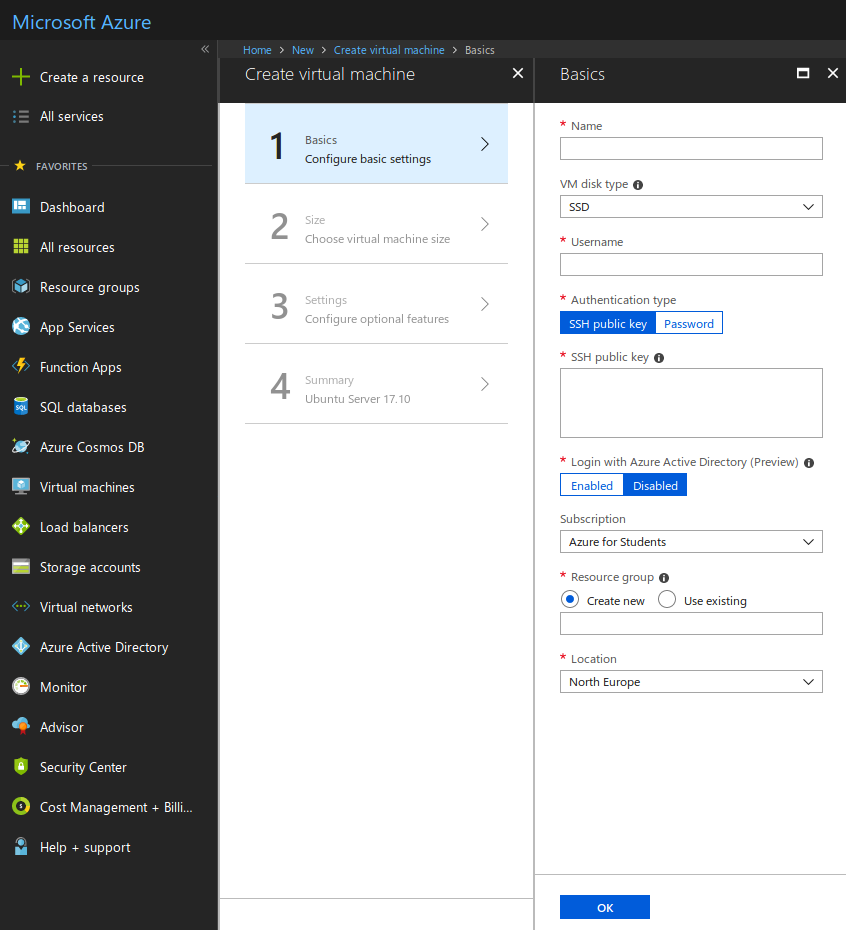 Microsoft Azure
«
Home > New > Create virtual machine > Basics
Create a resource
All services
FAVORITES
Dashboard
All resources
Resource groups
App Services
Function Apps
SQL databases
Azure Cosmos DB
Virtual machines
Load balancers
Storage accounts
Virtual networks
Azure Active Directory
Monitor
Advisor
Security Center
Cost Management + Billi...
Help + support
Create virtual machine
1
Basics
Configure basic settings
2
Size
Choose virtual machine size
3
Settings
Configure optional features
4
Summary
Ubuntu Server 17.10
Basics
* Name
VM disk type
SSD
* Username
* Authentication type
SSH public key Password
* SSH public key
* Login with Azure Active Directory (Preview)
Enabled Disabled
Subscription
Azure for Students
* Resource group
Create new Use existing
* Location
North Europe
OK